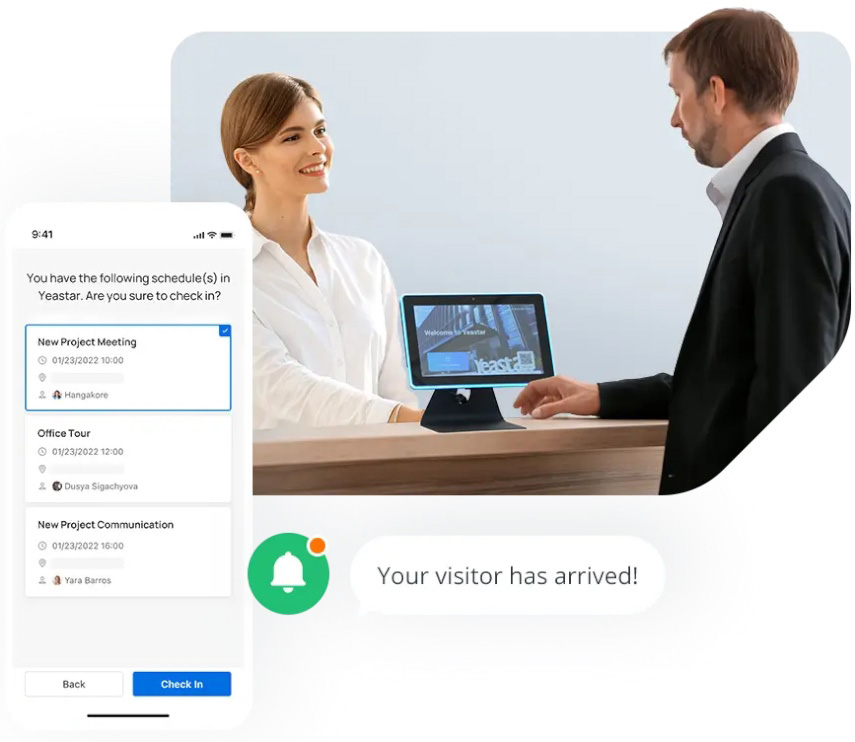 9:41
You have the following schedule(s) in
Yeastar. Are you sure to check in?
New Project Meeting
01/23/2022 10:00
Hangakore
Office Tour
01/23/2022 12:00
Dusya Sigachyova
New Project Communication
01/23/2022 16:00
Yara Barros
Back
Check In
Welcome to Yeastar
Yeastar
Your visitor has arrived!